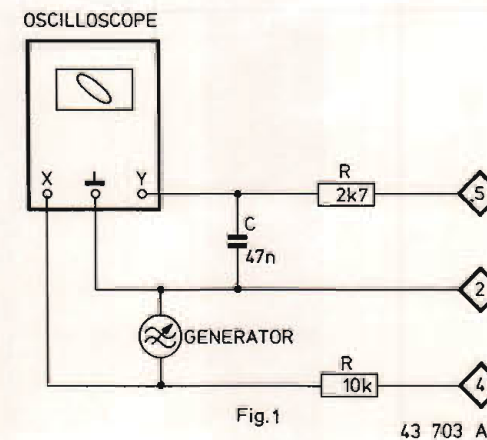 OSCILLOSCOPE
X
Y
R
2k7
5
C
47n
2
GENERATOR
R
10k
4
Fig.1
43 703 A